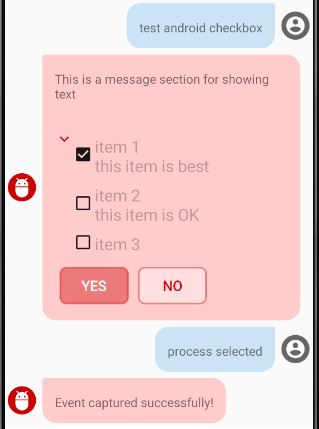 test android checkbox
This is a message section for showing
text
item 1
this item is best
item 2
this item is OK
item 3
YES
NO
process selected
Event captured successfully!